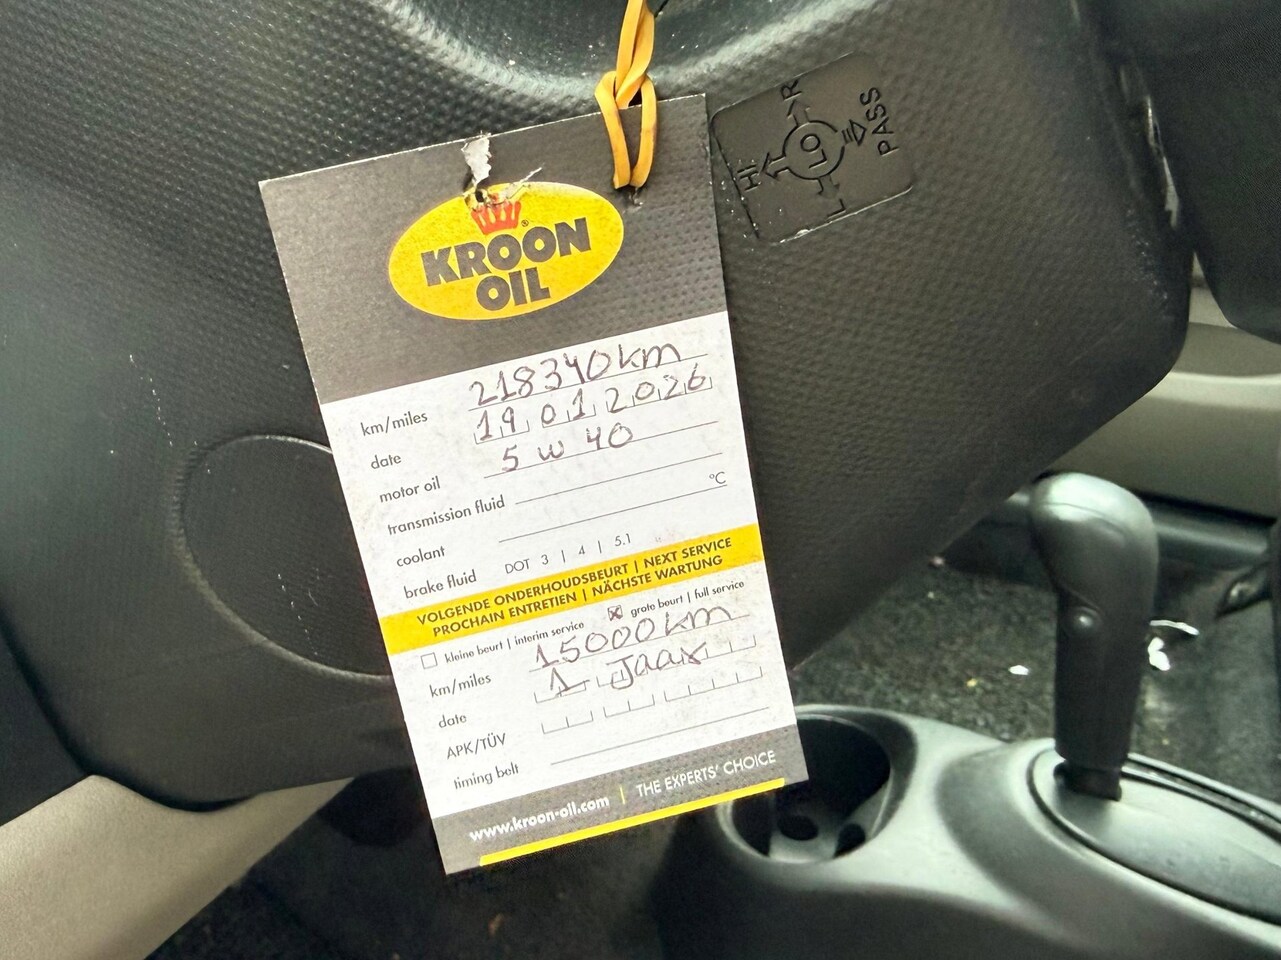 KROON
OIL
km/miles 218340km
date 19 01 2026
motor oil 5 w 40
transmission fluid
coolant °C
brake fluid DOT 3 | 4 | 5.1
VOLGENDE ONDERHOUDSBEURT | NEXT SERVICE
PROCHAIN ENTRETIEN | NÄCHSTE WARTUNG
kleine beurt | interim service grote beurt | full service
km/miles 15000km
date 1 Jaar
APK/TÜV
timing belt
www.kroon-oil.com | THE EXPERTS' CHOICE
HI
R
LO
L
PASS